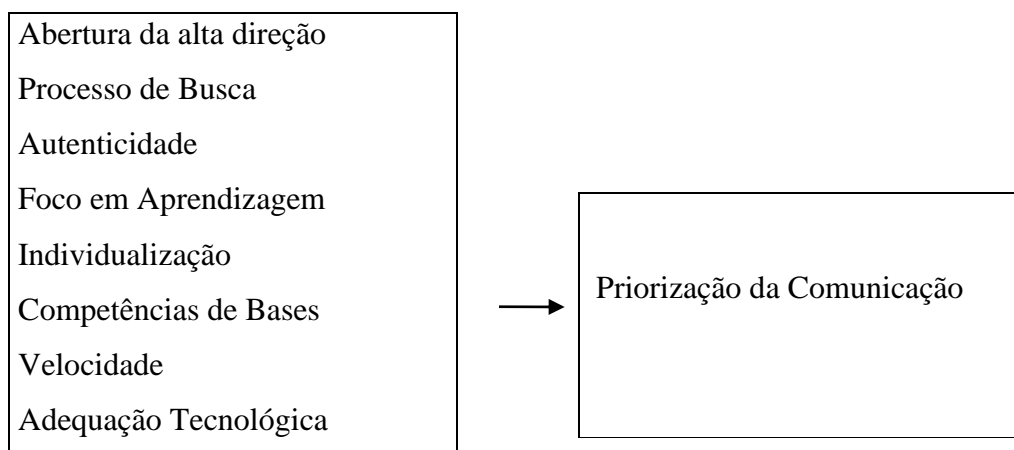 Abertura da alta direção
Processo de Busca
Autenticidade
Foco em Aprendizagem
Individualização
Competências de Bases
Velocidade
Adequação Tecnológica
Priorização da Comunicação